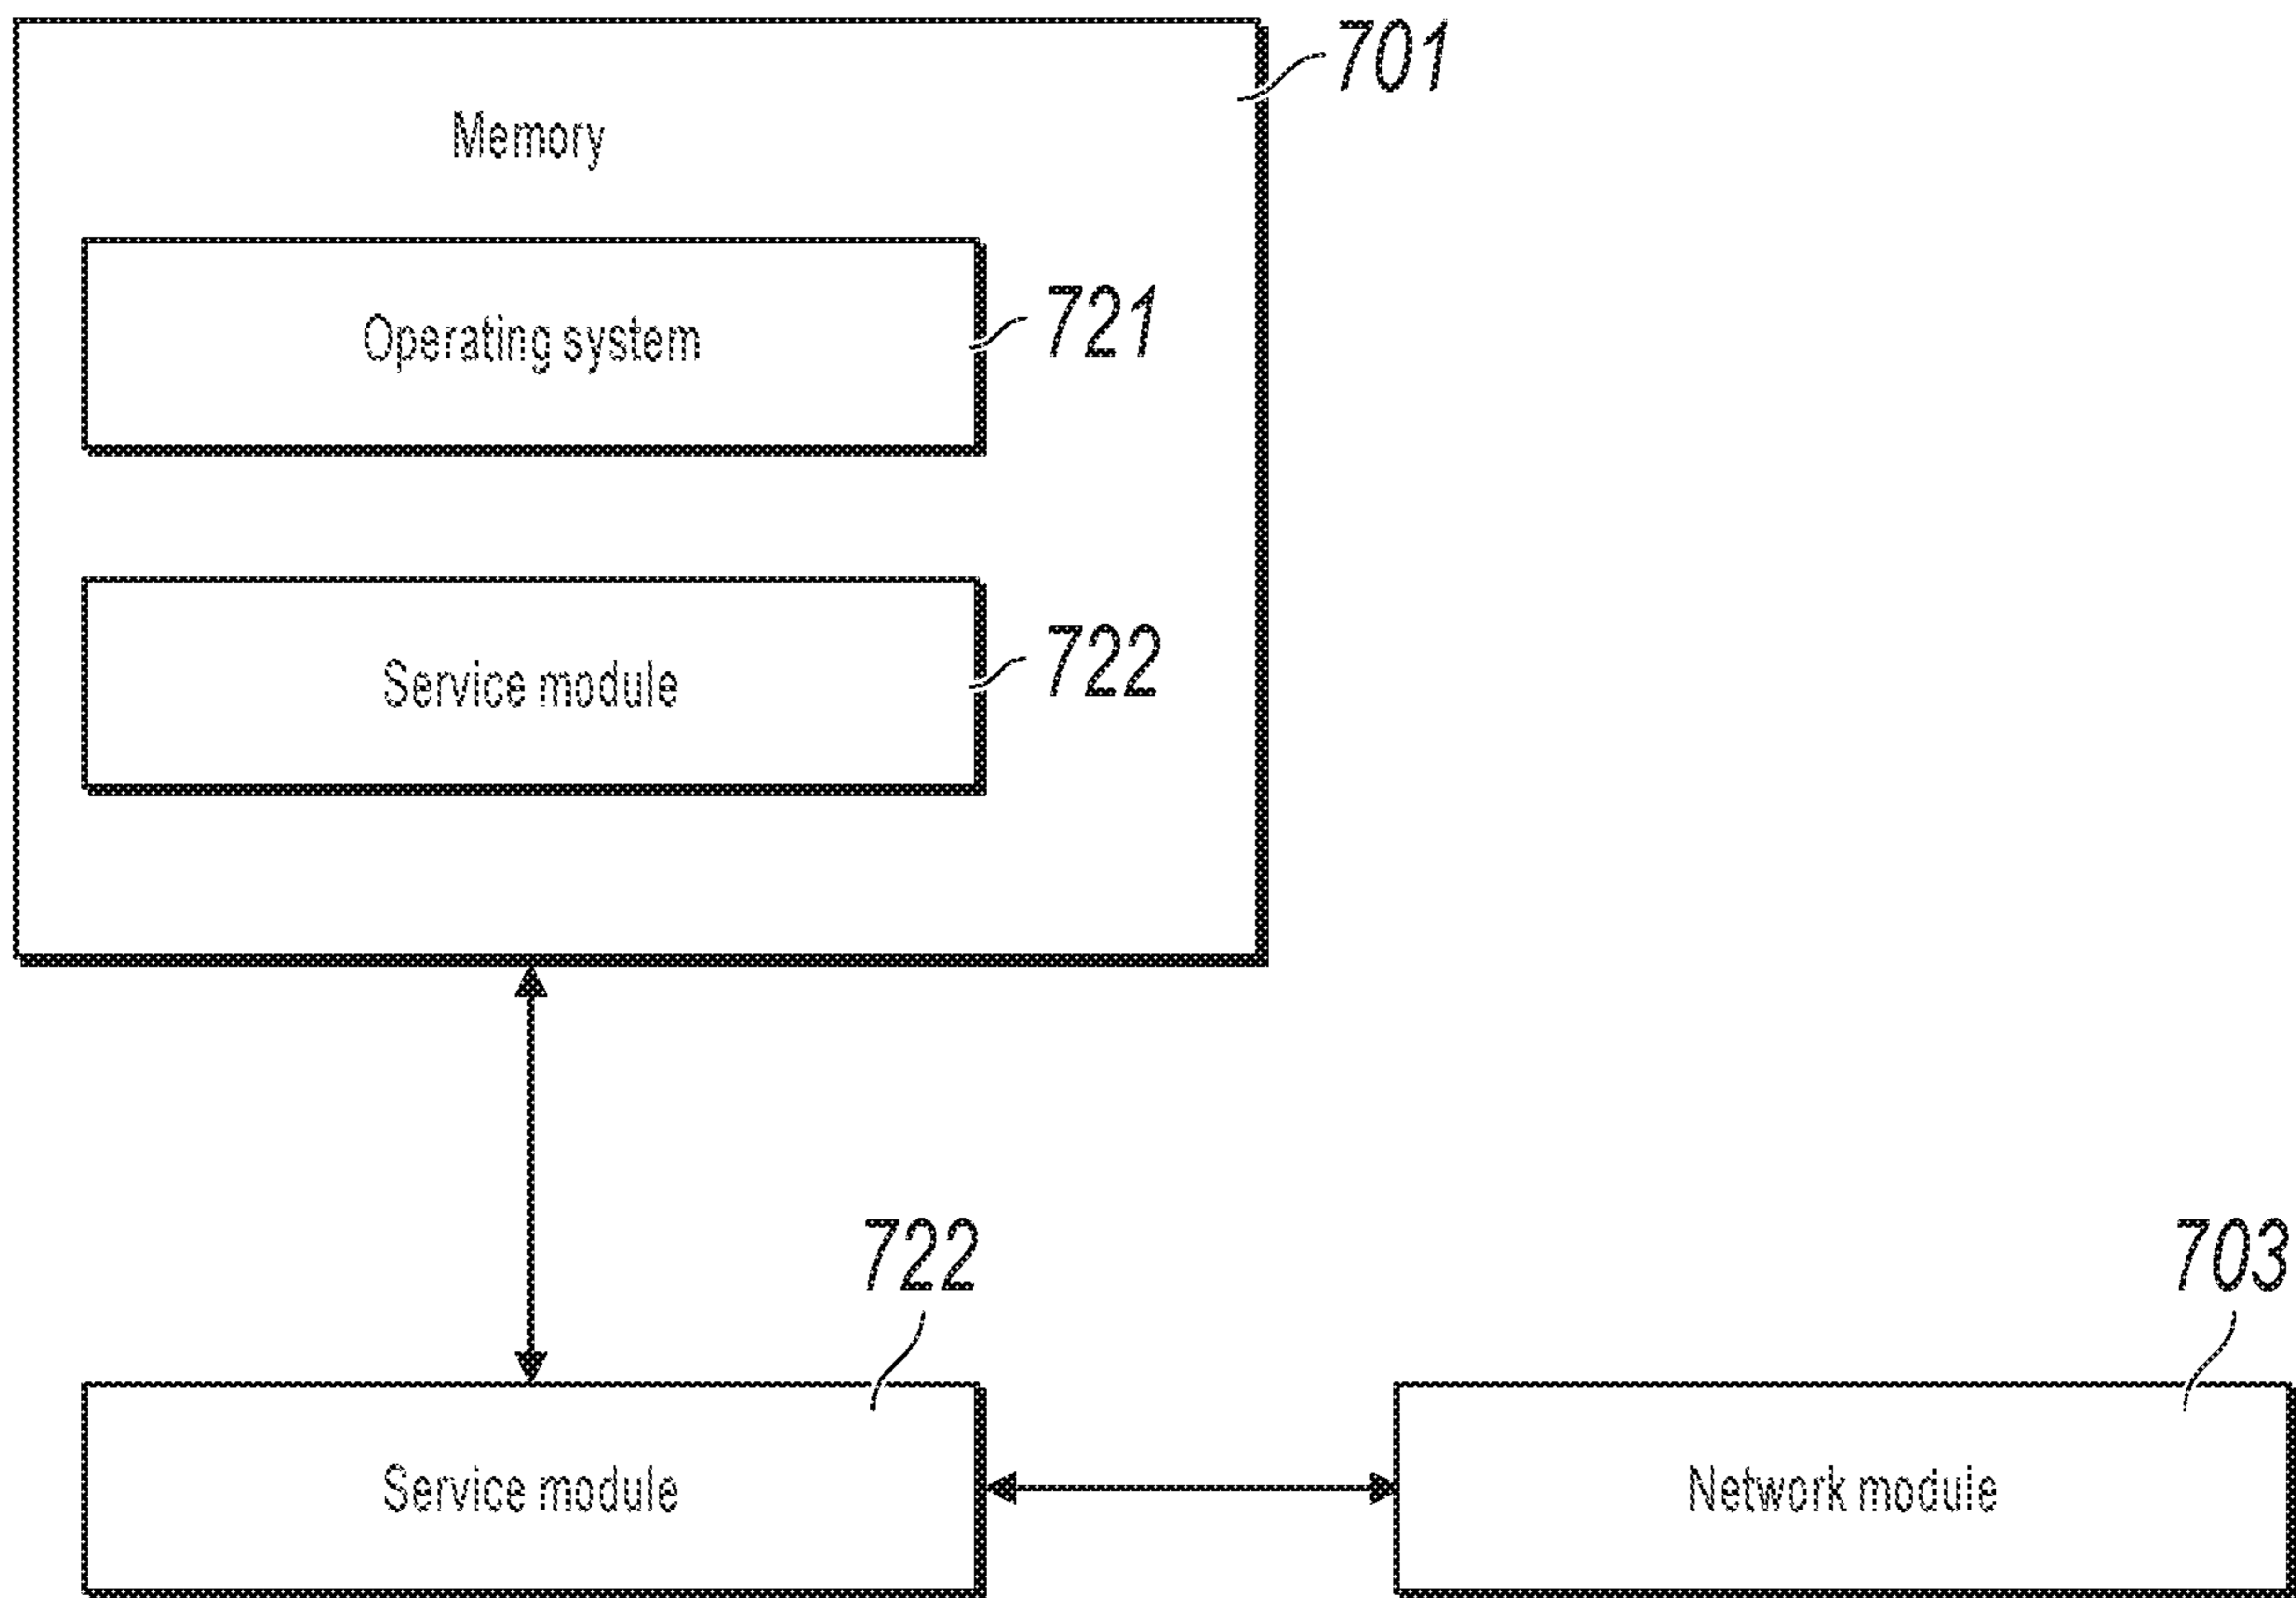 701
Memory
Operating system
721
Service module
722
722
703
Service module
Network module